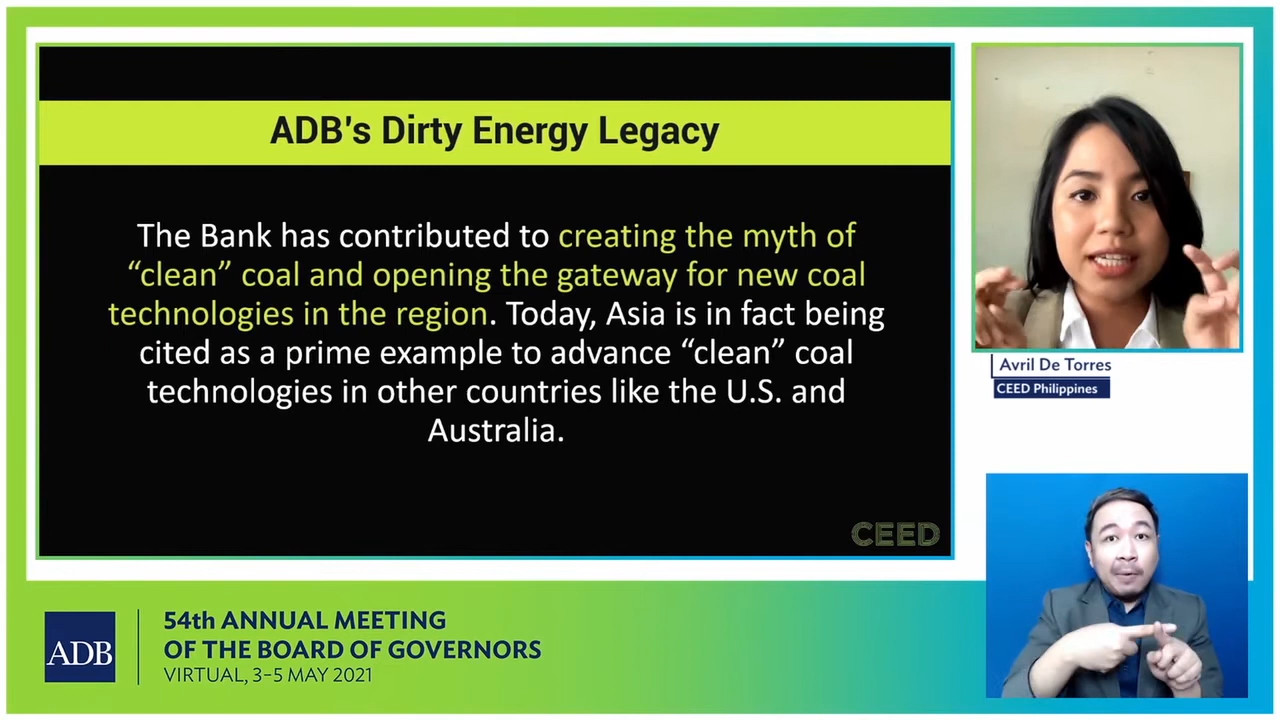 ADB's Dirty Energy Legacy
The Bank has contributed to creating the myth of
“clean” coal and opening the gateway for new coal
technologies in the region. Today, Asia is in fact being
cited as a prime example to advance “clean” coal
technologies in other countries like the U.S. and
Australia.
CEED
Avril De Torres
CEED Philippines
ADB
54th ANNUAL MEETING
OF THE BOARD OF GOVERNORS
VIRTUAL, 3–5 MAY 2021